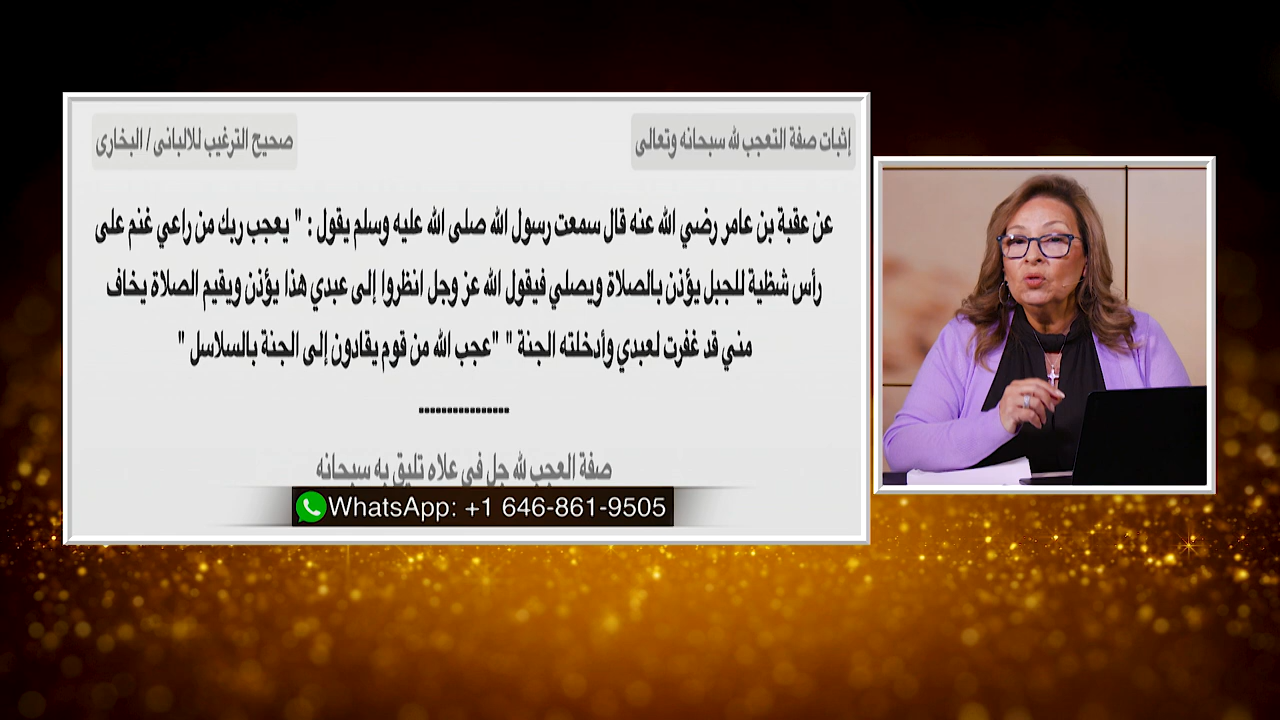 إثبات صفة التعجب لله سبحانه وتعالى
صحيح الترغيب للالبانى / البخارى
عن عقبة بن عامر رضي الله عنه قال سمعت رسول الله صلى الله عليه وسلم يقول : " يعجب ربك من راعي غنم على
رأس شظية للجبل يؤذن بالصلاة ويصلي فيقول الله عز وجل انظروا إلى عبدي هذا يؤذن ويقيم الصلاة يخاف
مني قد غفرت لعبدي وأدخلته الجنة " "عجب الله من قوم يقادون إلى الجنة بالسلاسل "
----------------
صفة العجب لله جل فى علاه تليق به سبحانه
WhatsApp: +1 646-861-9505